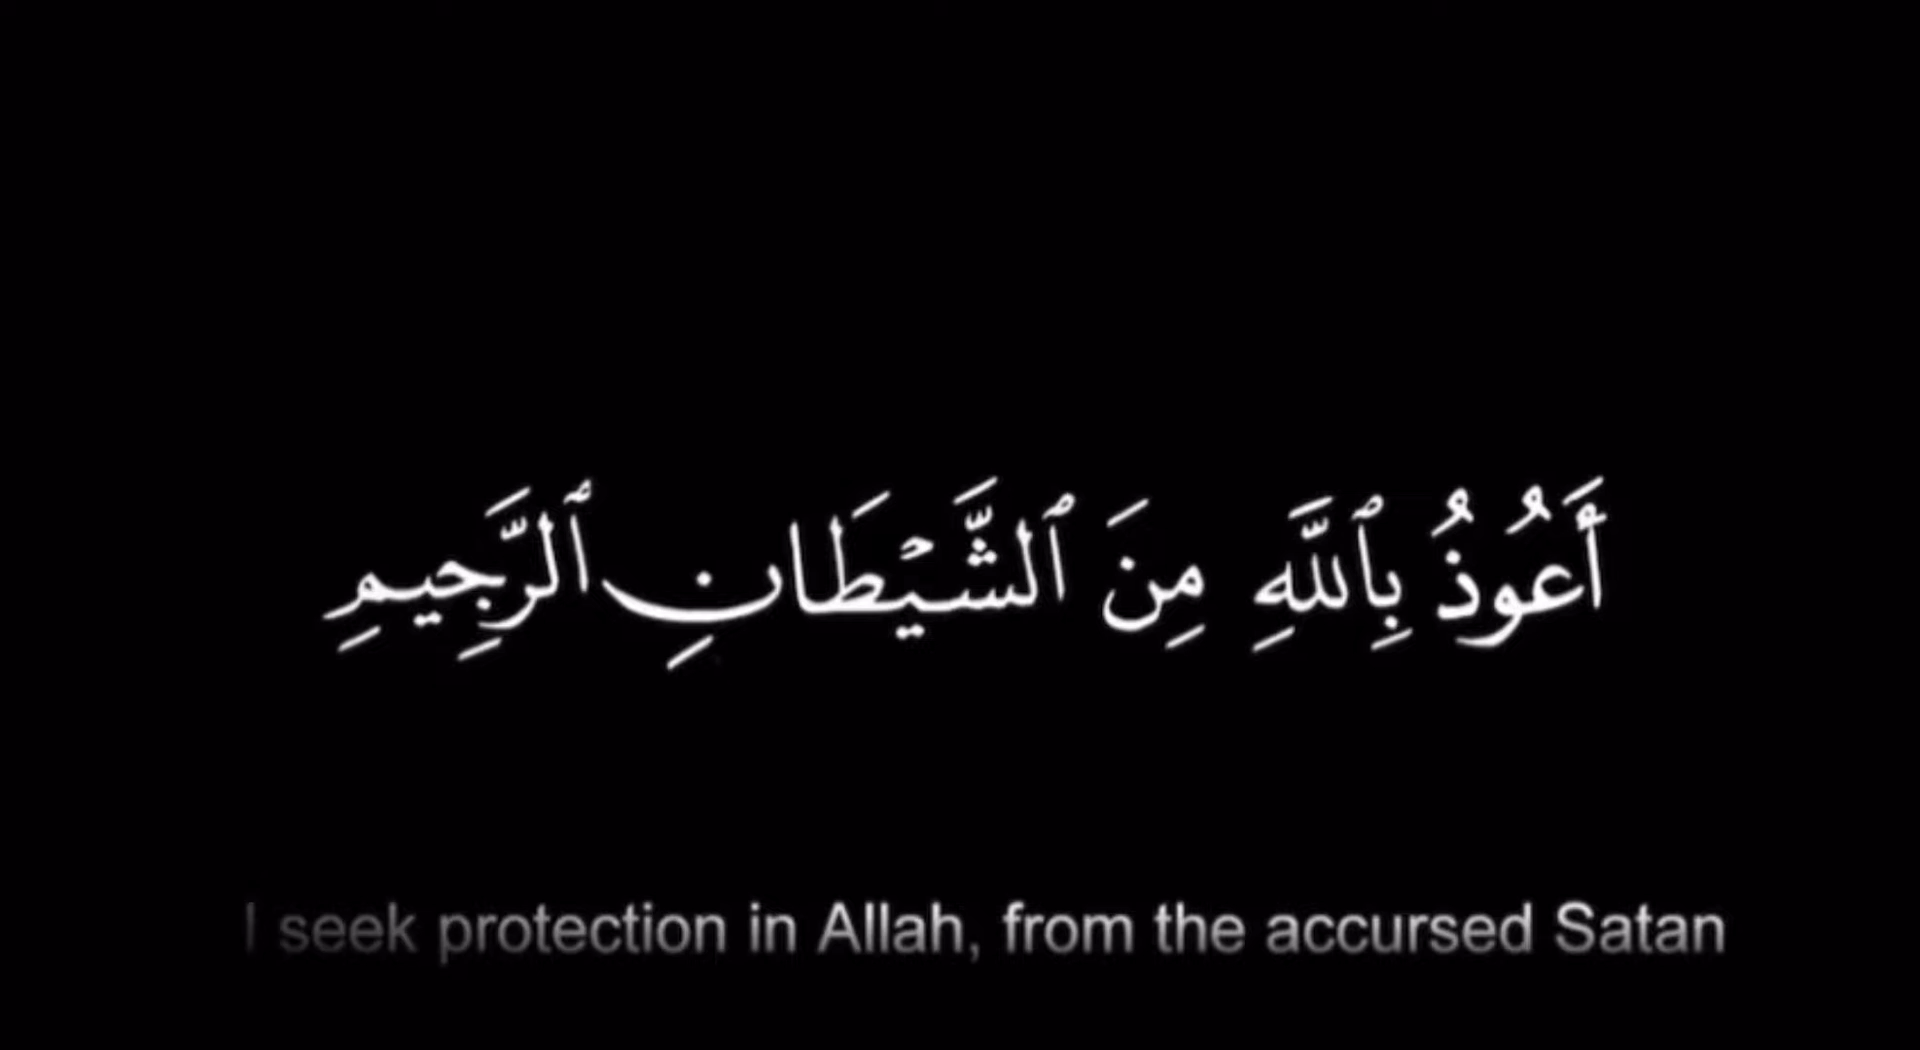 أَعُوذُ بِٱللَّهِ مِنَ ٱلشَّيۡطَانِ ٱلرَّجِيمِ
I seek protection in Allah, from the accursed Satan